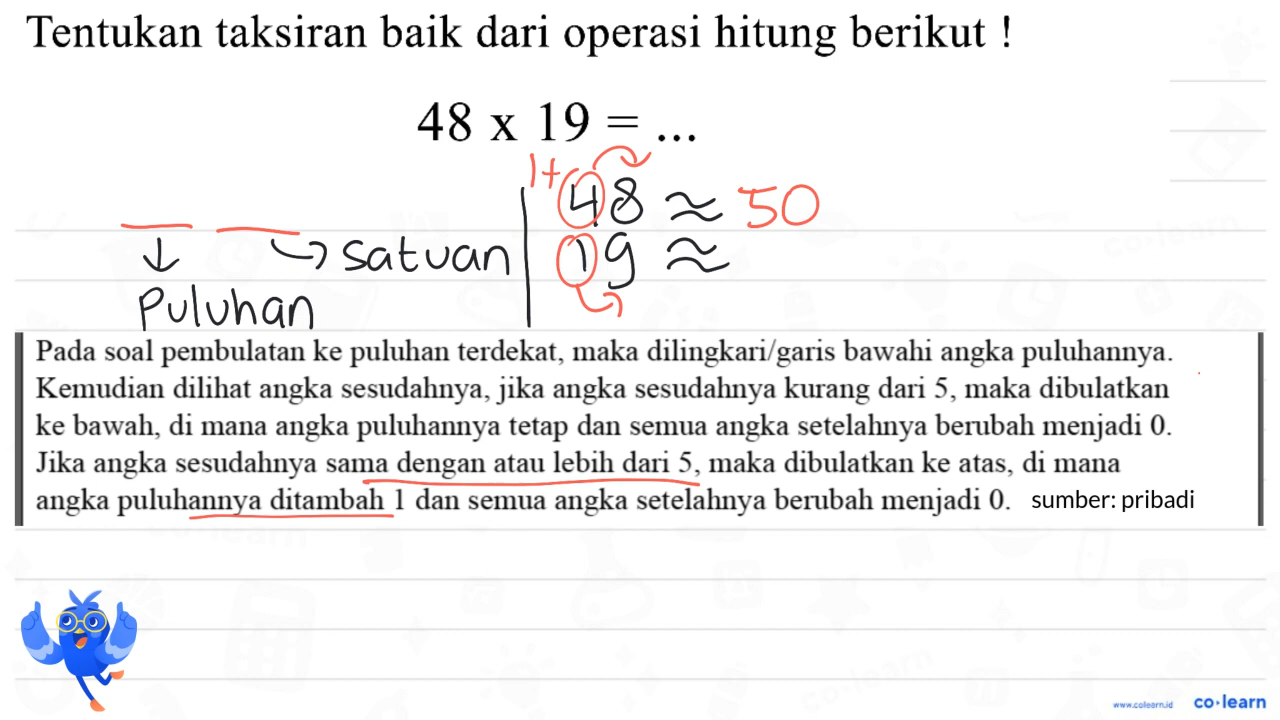 Tentukan taksiran baik dari operasi hitung berikut !
48 x 19 = ...
1+
48 ≈ 50
19 ≈
satuan
Puluhan
Pada soal pembulatan ke puluhan terdekat, maka dilingkari/garis bawahi angka puluhannya.
Kemudian dilihat angka sesudahnya, jika angka sesudahnya kurang dari 5, maka dibulatkan
ke bawah, di mana angka puluhannya tetap dan semua angka setelahnya berubah menjadi 0.
Jika angka sesudahnya sama dengan atau lebih dari 5, maka dibulatkan ke atas, di mana
angka puluhannya ditambah 1 dan semua angka setelahnya berubah menjadi 0. sumber: pribadi
www.colearn.id co·learn